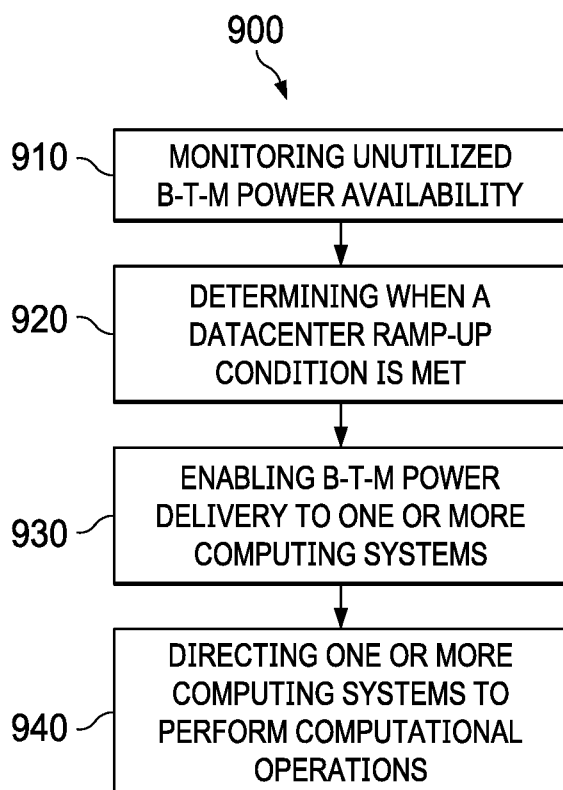 900
910
MONITORING UNUTILIZED
B-T-M POWER AVAILABILITY
920
DETERMINING WHEN A
DATACENTER RAMP-UP
CONDITION IS MET
930
ENABLING B-T-M POWER
DELIVERY TO ONE OR MORE
COMPUTING SYSTEMS
940
DIRECTING ONE OR MORE
COMPUTING SYSTEMS TO
PERFORM COMPUTATIONAL
OPERATIONS